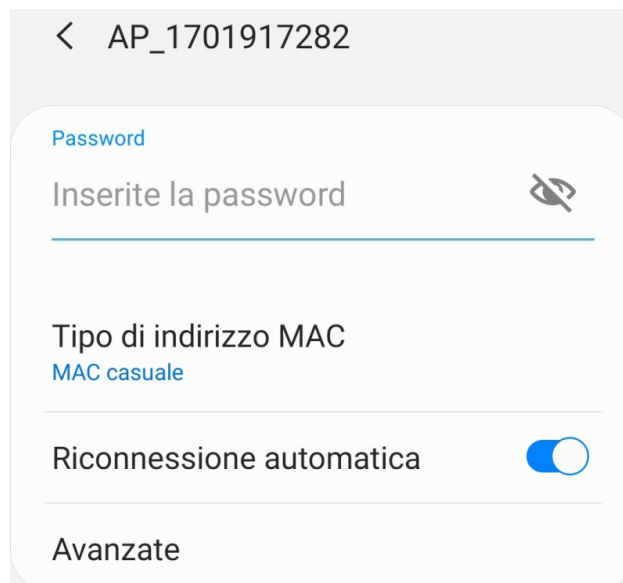 AP_1701917282
Password
Inserite la password
Tipo di indirizzo MAC
MAC casuale
Riconnessione automatica
Avanzate